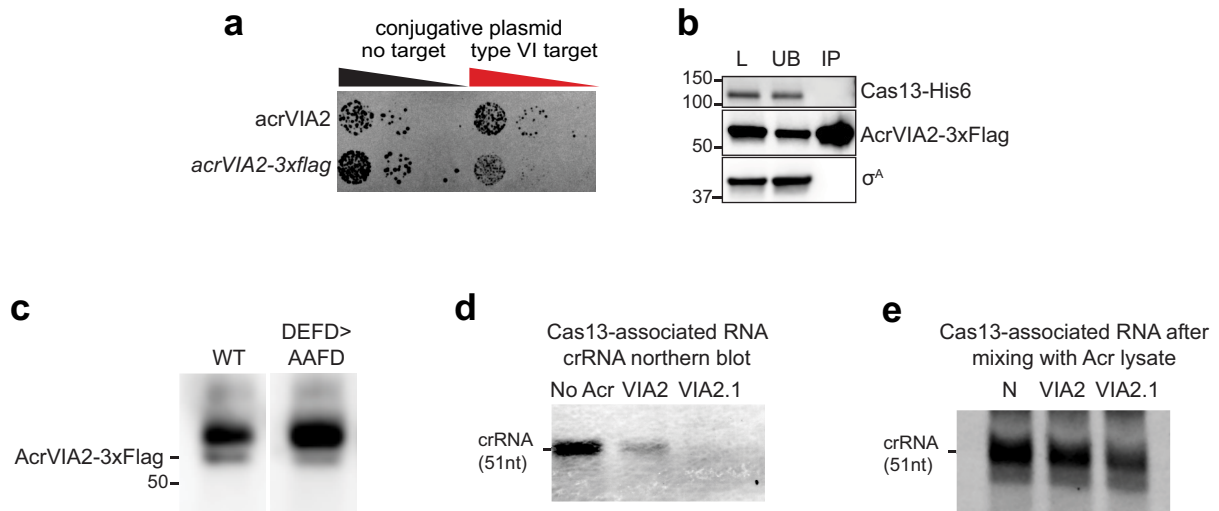 a
conjugative plasmid
no target type VI target
acrVIA2
acrVIA2-3xflag
b
L UB IP
150
100
Cas13-His6
50
AcrVIA2-3xFlag
37
σA
c
WT
DEFD>
AAFD
AcrVIA2-3xFlag
50
d
Cas13-associated RNA
crRNA northern blot
No Acr VIA2 VIA2.1
crRNA
(51nt)
e
Cas13-associated RNA after
mixing with Acr lysate
N VIA2 VIA2.1
crRNA
(51nt)